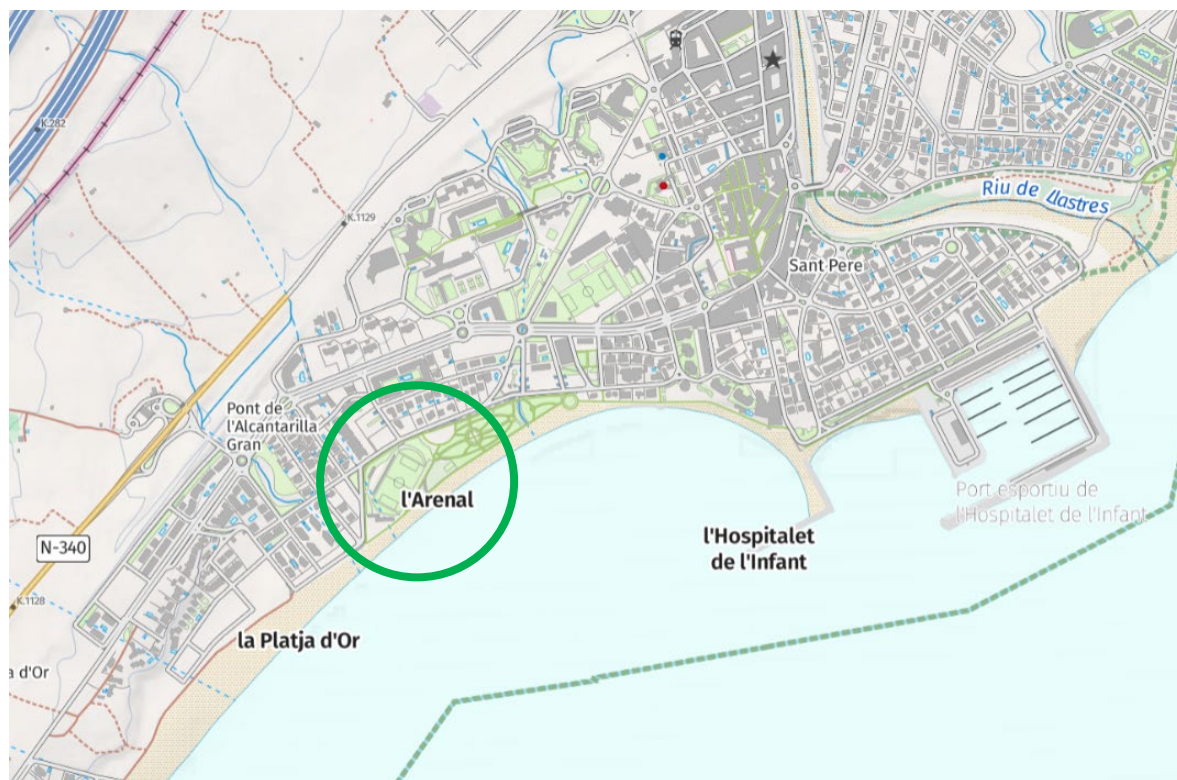 K.282
K.1129
Riu de Llastres
4
Sant Pere
Pont de
l'Alcantarilla
Gran
l'Arenal
Port esportiu de
l'Hospitalet de l'Infant
l'Hospitalet
de l'Infant
N-340
K.1128
la Platja d'Or
a d'Or